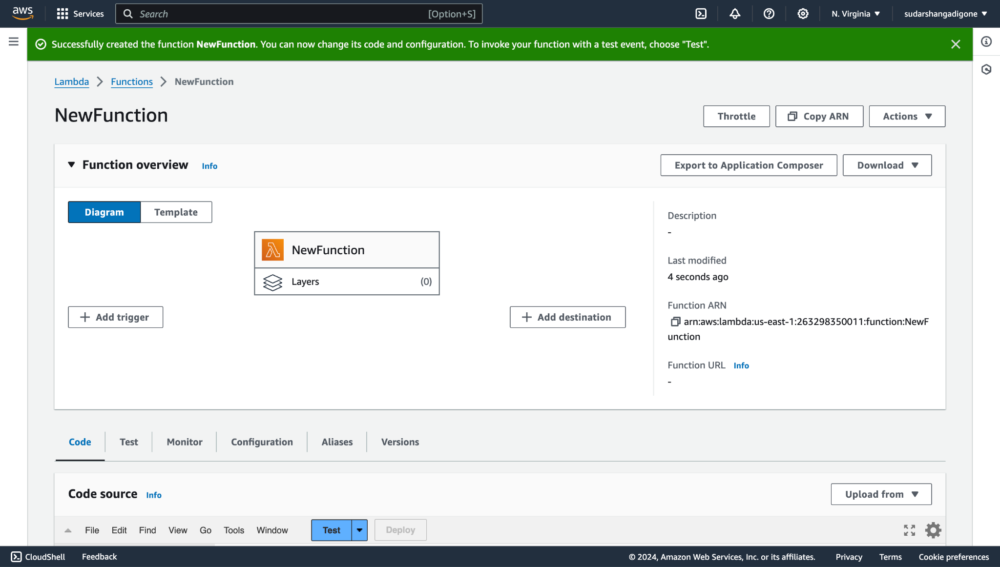 aws
Services
Search [Option+S]
N. Virginia
sudarshangadigone
Successfully created the function NewFunction. You can now change its code and configuration. To invoke your function with a test event, choose "Test".
Lambda
Functions
NewFunction
NewFunction
Throttle
Copy ARN
Actions
Function overview
Info
Export to Application Composer
Download
Diagram
Template
NewFunction
Layers
(0)
Add trigger
Add destination
Description
-
Last modified
4 seconds ago
Function ARN
arn:aws:lambda:us-east-1:263298350011:function:NewF
unction
Function URL Info
-
Code
Test
Monitor
Configuration
Aliases
Versions
Code source
Info
Upload from
File
Edit
Find
View
Go
Tools
Window
Test
Deploy
CloudShell
Feedback
© 2024, Amazon Web Services, Inc. or its affiliates.
Privacy
Terms
Cookie preferences